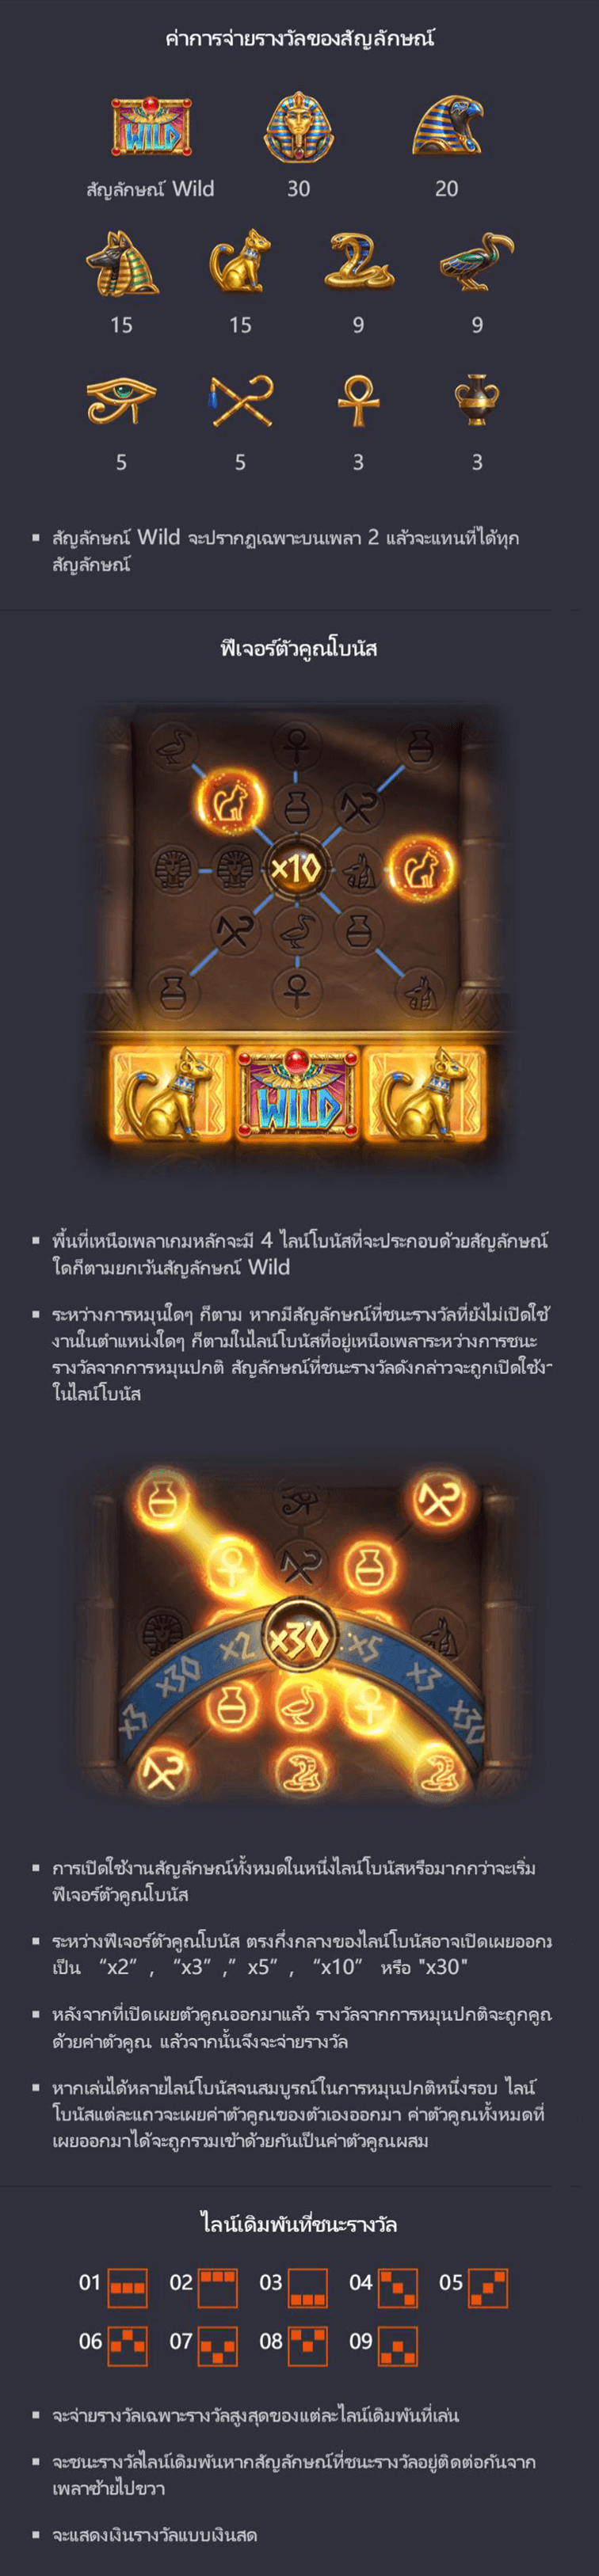 ค่าการจ่ายรางวัลของสัญลักษณ์
WILD
สัญลักษณ์ Wild 30 20
15 15 9 9
5 5 3 3
▪ สัญลักษณ์ Wild จะปรากฏเฉพาะบนเพลา 2 แล้วจะแทนที่ได้ทุก
สัญลักษณ์
ฟีเจอร์ตัวคูณโบนัส
x10
WILD
▪ พื้นที่เหนือเพลาเกมหลักจะมี 4 ไลน์โบนัสที่จะประกอบด้วยสัญลักษณ์
ใดก็ตามยกเว้นสัญลักษณ์ Wild
▪ ระหว่างการหมุนใดๆ ก็ตาม หากมีสัญลักษณ์ที่ชนะรางวัลที่ยังไม่เปิดใช้
งานในตำแหน่งใดๆ ก็ตามในไลน์โบนัสที่อยู่เหนือเพลาระหว่างการชนะ
รางวัลจากการหมุนปกติ สัญลักษณ์ที่ชนะรางวัลดังกล่าวจะถูกเปิดใช้ง
ในไลน์โบนัส
x3 x30 x2 x30 x5 x3 x30
▪ การเปิดใช้งานสัญลักษณ์ทั้งหมดในหนึ่งไลน์โบนัสหรือมากกว่าจะเริ่ม
ฟีเจอร์ตัวคูณโบนัส
▪ ระหว่างฟีเจอร์ตัวคูณโบนัส ตรงกึ่งกลางของไลน์โบนัสอาจเปิดเผยออกม
เป็น “x2” , “x3” ,” x5” , “x10” หรือ "x30"
▪ หลังจากที่เปิดเผยตัวคูณออกมาแล้ว รางวัลจากการหมุนปกติจะถูกคูณ
ด้วยค่าตัวคูณ แล้วจากนั้นจึงจะจ่ายรางวัล
▪ หากเล่นได้หลายไลน์โบนัสจนสมบูรณ์ในการหมุนปกติหนึ่งรอบ ไลน์
โบนัสแต่ละแถวจะเผยค่าตัวคูณของตัวเองออกมา ค่าตัวคูณทั้งหมดที่
เผยออกมาได้จะถูกรวมเข้าด้วยกันเป็นค่าตัวคูณผสม
ไลน์เดิมพันที่ชนะรางวัล
01 02 03 04 05
06 07 08 09
▪ จะจ่ายรางวัลเฉพาะรางวัลสูงสุดของแต่ละไลน์เดิมพันที่เล่น
▪ จะชนะรางวัลไลน์เดิมพันหากสัญลักษณ์ที่ชนะรางวัลอยู่ติดต่อกันจาก
เพลาซ้ายไปขวา
▪ จะแสดงเงินรางวัลแบบเงินสด